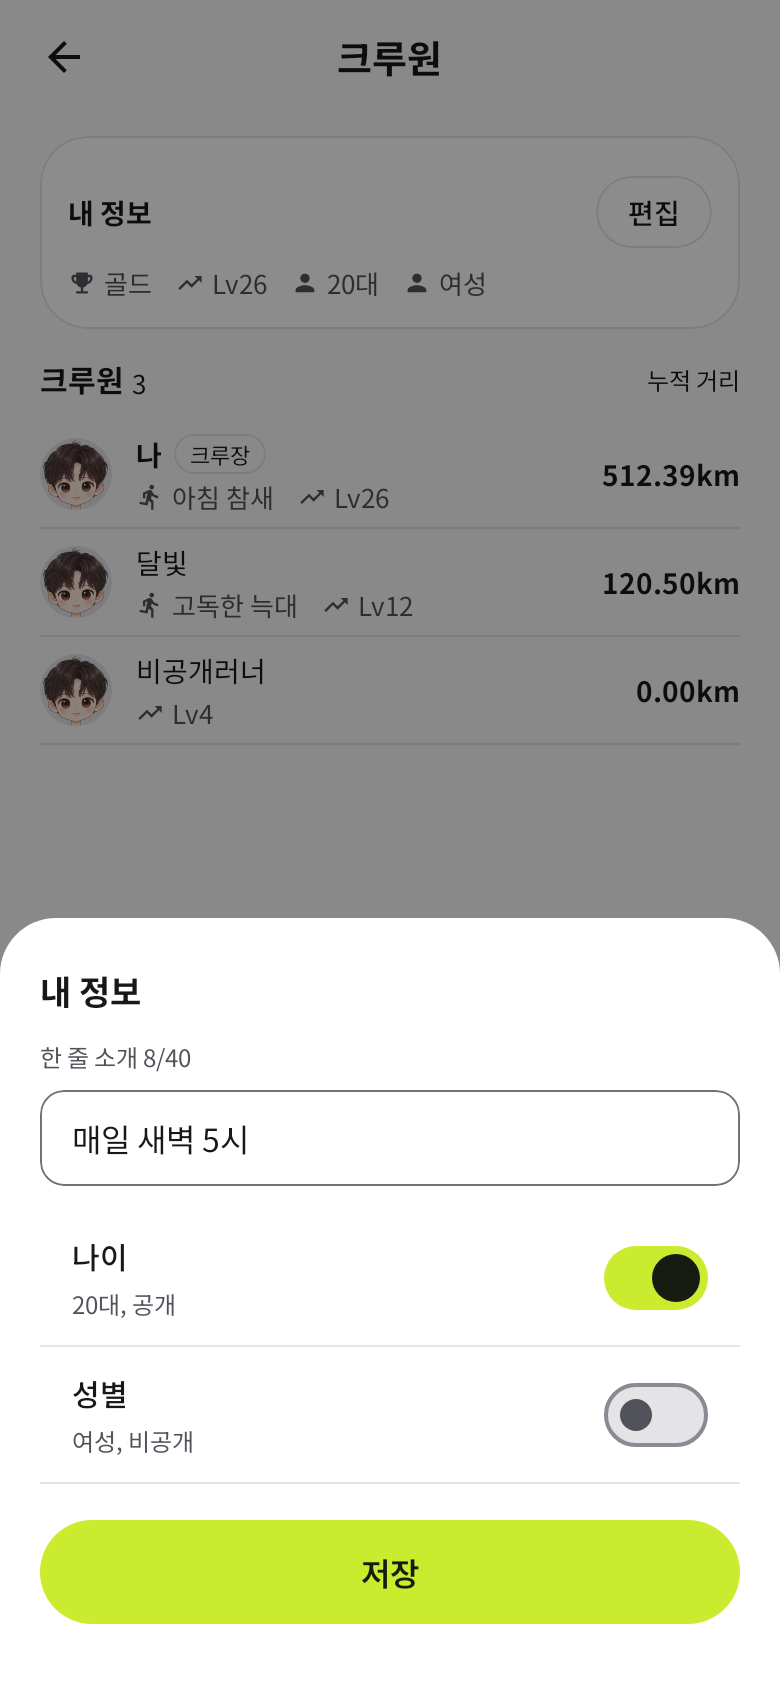 크루원
내 정보
편집
골드 Lv26 20대 여성
크루원 3
누적 거리
나 크루장
아침 참새 Lv26
512.39km
달빛
고독한 늑대 Lv12
120.50km
비공개러너
Lv4
0.00km
내 정보
한 줄 소개 8/40
매일 새벽 5시
나이
20대, 공개
성별
여성, 비공개
저장